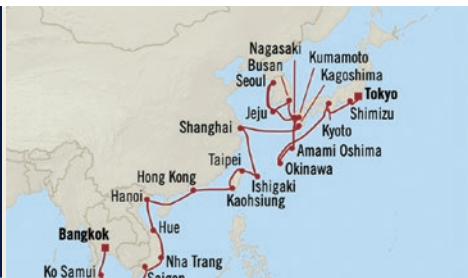 Nagasaki
Busan
Kumamoto
Seoul
Kagoshima
Tokyo
Jeju
Shimizu
Shanghai
Kyoto
Amami Oshima
Taipei
Okinawa
Hong Kong
Ishigaki
Hanoi
Kaohsiung
Hue
Bangkok
Nha Trang
Ko Samui
Saigon